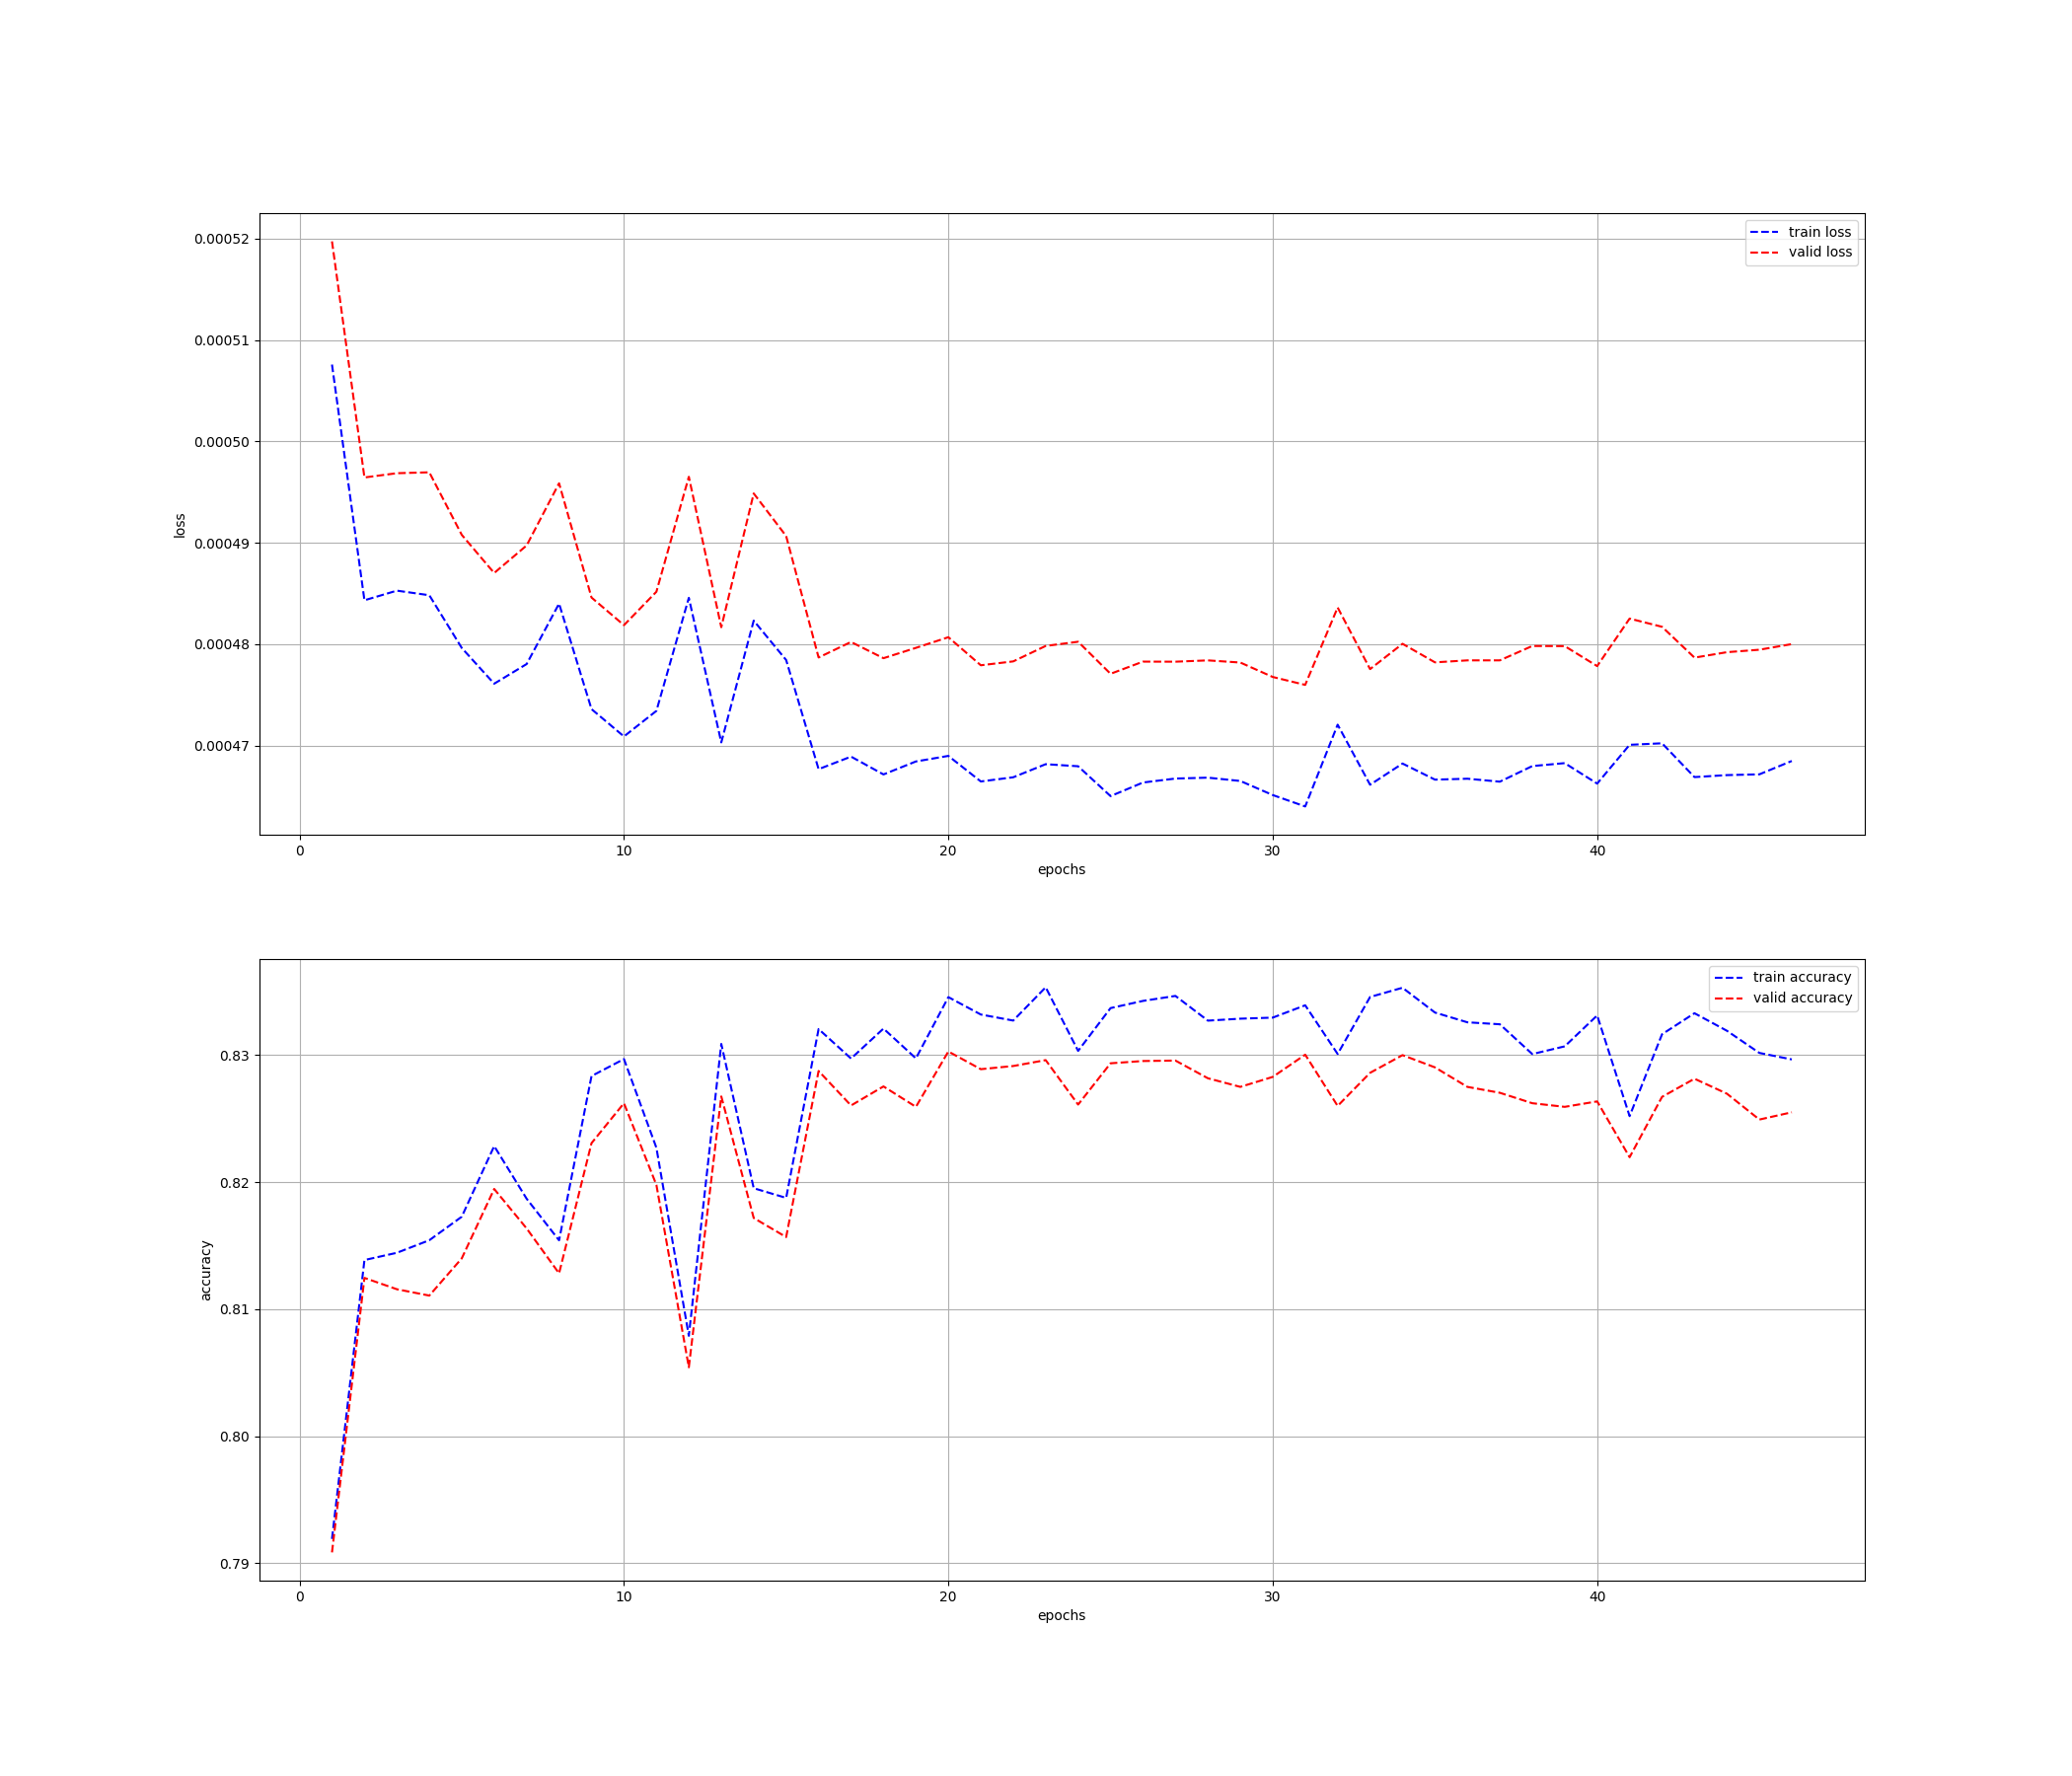 0.00052
0.00051
0.00050
0.00049
0.00048
0.00047
loss
train loss
valid loss
0 10 20 30 40
epochs
0.83
0.82
0.81
0.80
0.79
accuracy
train accuracy
valid accuracy
0 10 20 30 40
epochs